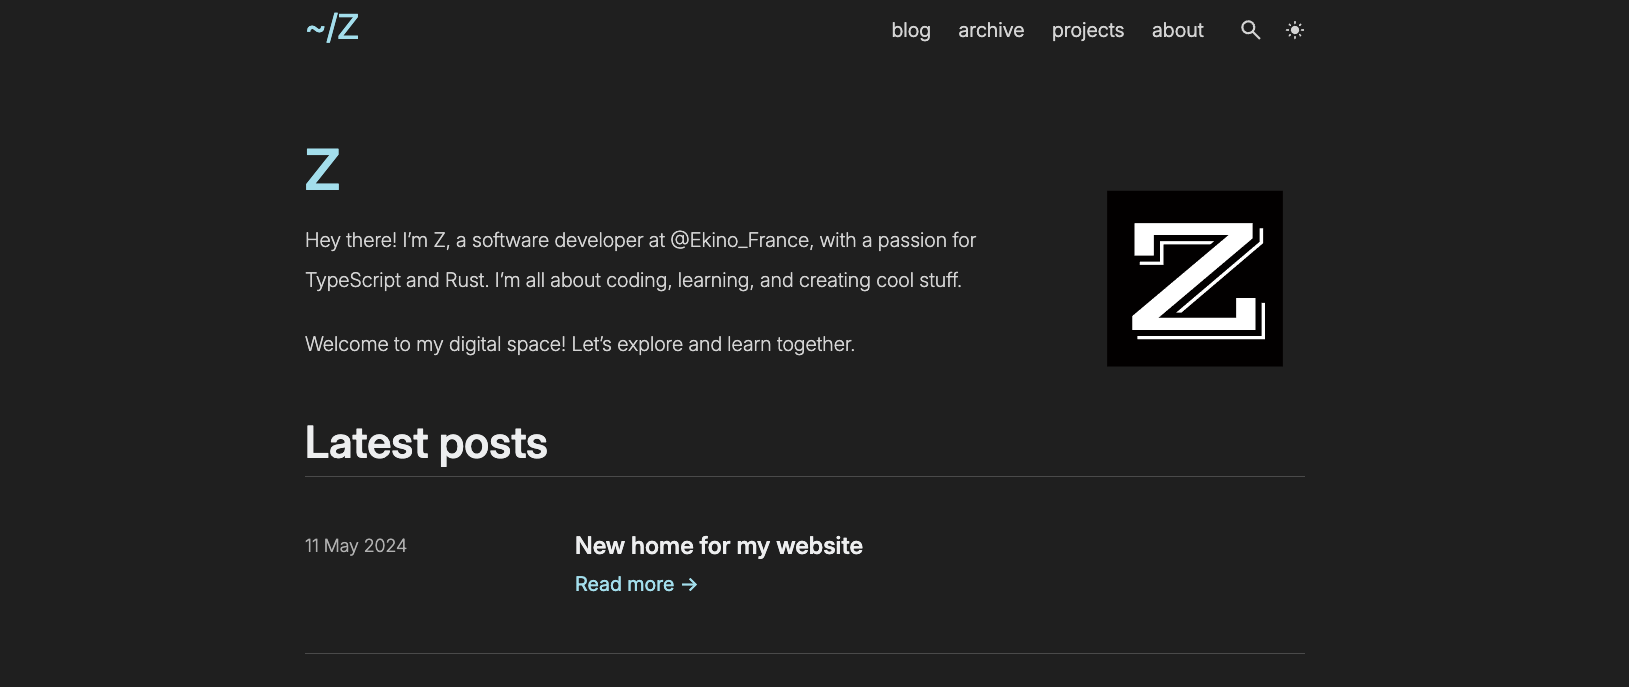 ~/Z
blog archive projects about
Z
Hey there! I’m Z, a software developer at @Ekino_France, with a passion for
TypeScript and Rust. I’m all about coding, learning, and creating cool stuff.
Z
Welcome to my digital space! Let’s explore and learn together.
Latest posts
11 May 2024
New home for my website
Read more →